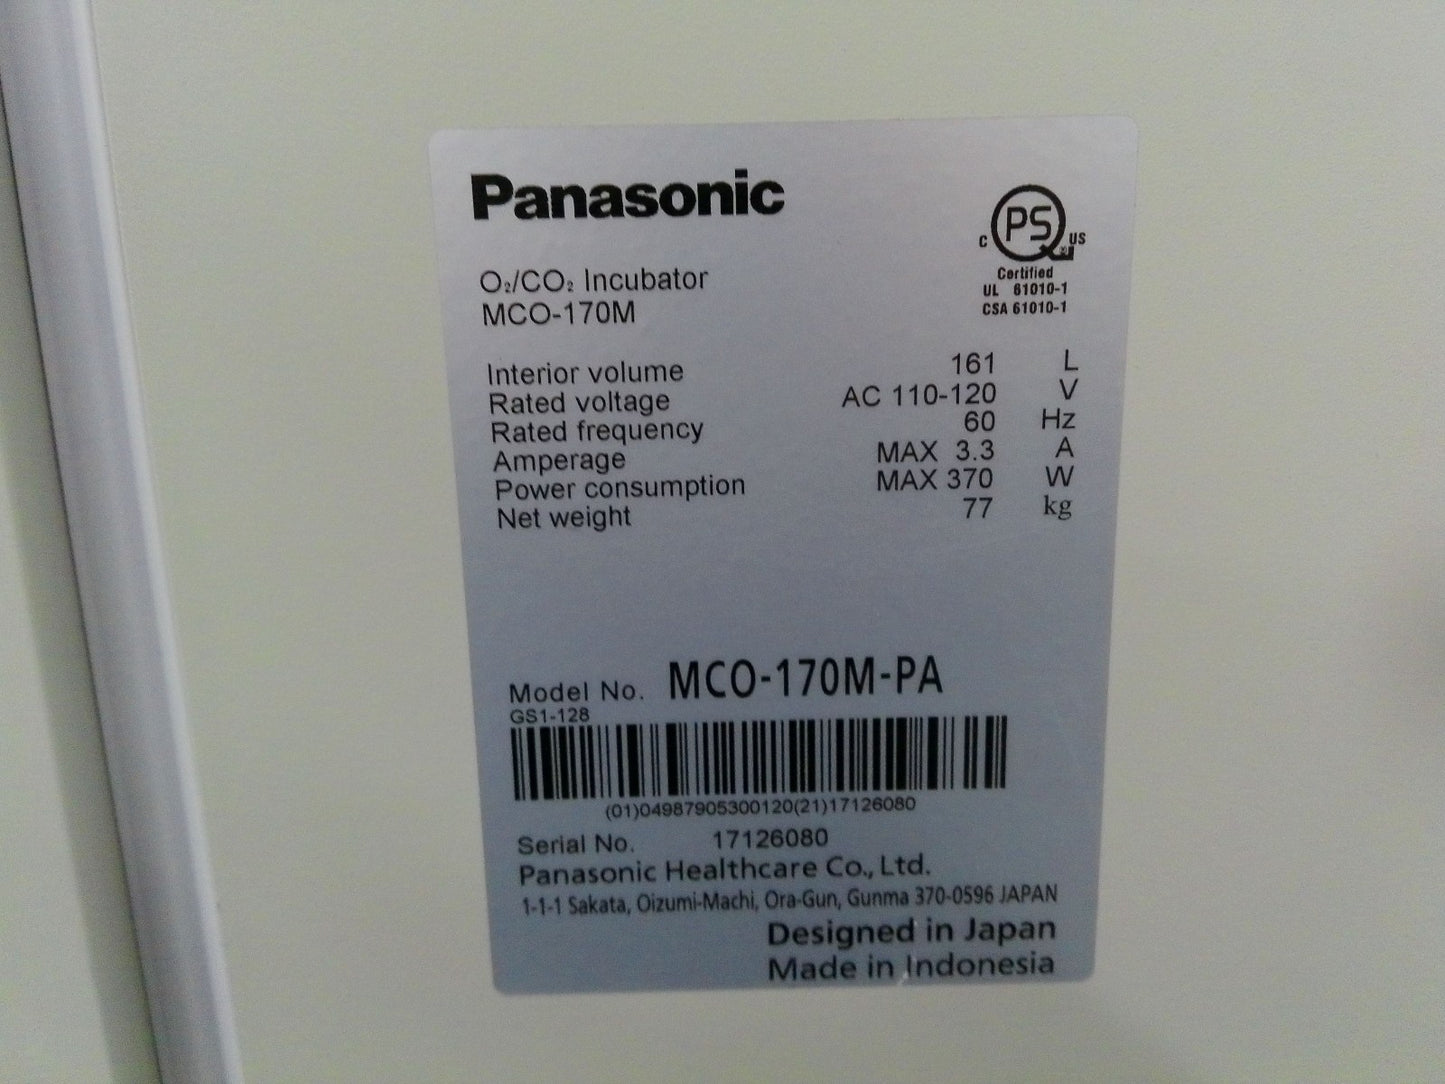 Panasonic
C PS US
Certified
UL 61010-1
CSA 61010-1
O₂/CO₂ Incubator
MCO-170M
Interior volume 161 L
Rated voltage AC 110-120 V
Rated frequency 60 Hz
Amperage MAX 3.3 A
Power consumption MAX 370 W
Net weight 77 kg
Model No. MCO-170M-PA
GS1-128
(01)04987905300120(21)17126080
Serial No. 17126080
Panasonic Healthcare Co., Ltd.
1-1-1 Sakata, Oizumi-Machi, Ora-Gun, Gunma 370-0596 JAPAN
Designed in Japan
Made in Indonesia